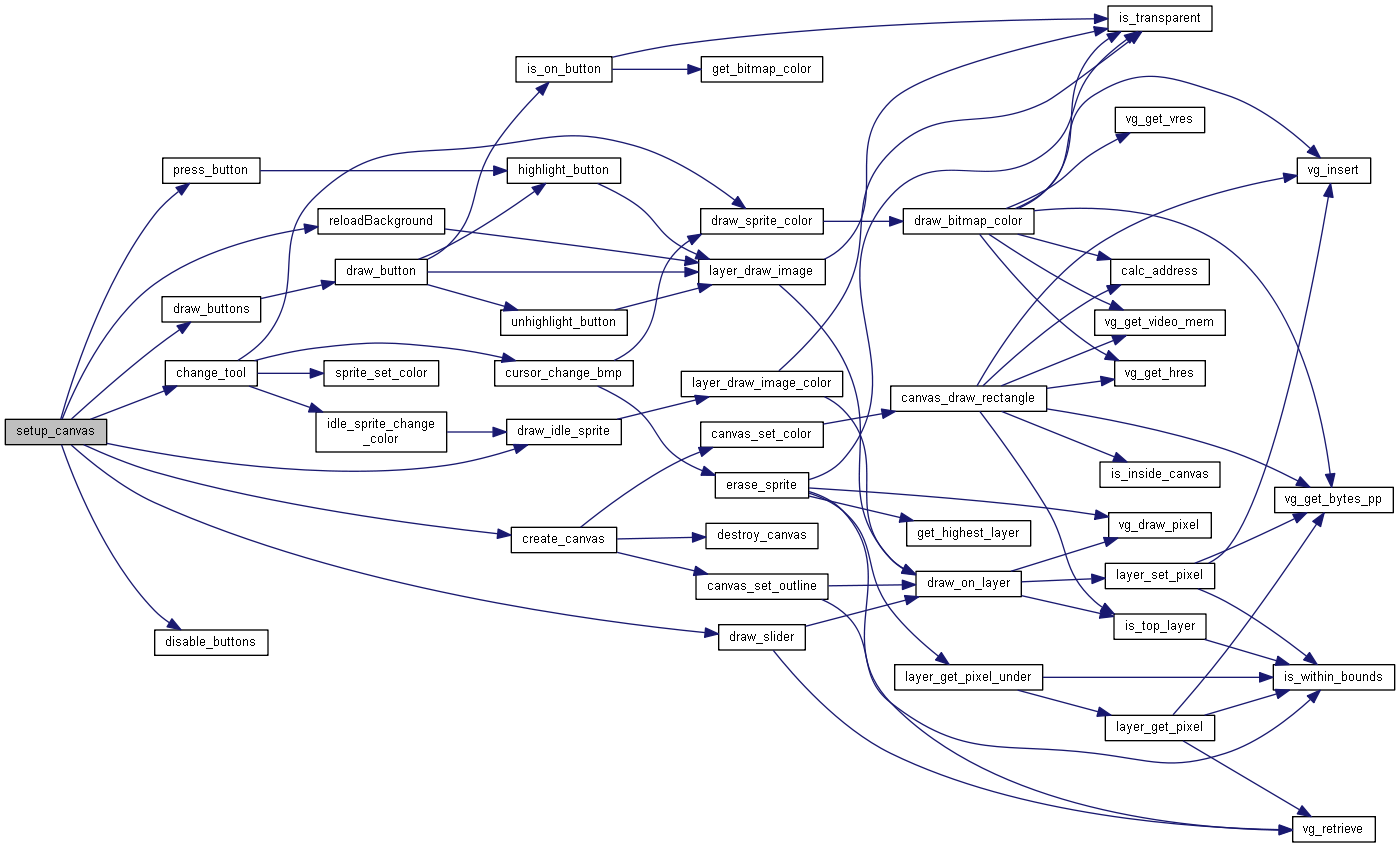 is_transparent
is_on_button
get_bitmap_color
vg_get_vres
press_button
highlight_button
vg_insert
reloadBackground
draw_sprite_color
draw_bitmap_color
draw_button
layer_draw_image
calc_address
draw_buttons
unhighlight_button
vg_get_video_mem
change_tool
sprite_set_color
cursor_change_bmp
layer_draw_image_color
vg_get_hres
canvas_draw_rectangle
setup_canvas
idle_sprite_change
_color
draw_idle_sprite
canvas_set_color
is_inside_canvas
erase_sprite
vg_get_bytes_pp
create_canvas
destroy_canvas
get_highest_layer
vg_draw_pixel
canvas_set_outline
draw_on_layer
layer_set_pixel
disable_buttons
draw_slider
is_top_layer
layer_get_pixel_under
is_within_bounds
layer_get_pixel
vg_retrieve